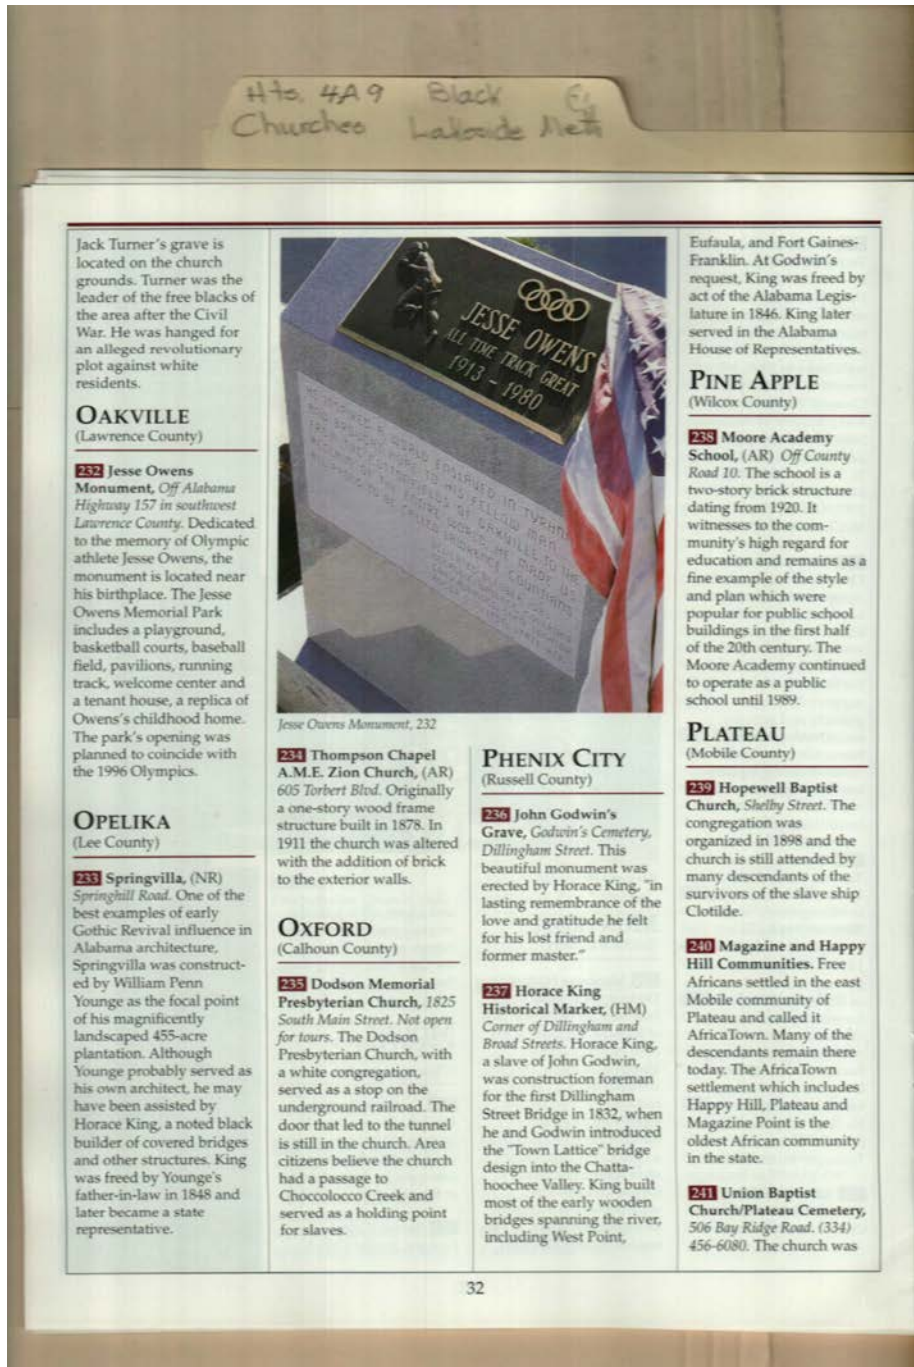 Hts. 4A9 Black
Churches Lakeside Meth
Jack Turner's grave is
located on the church
grounds. Turner was the
leader of the free blacks of
the area after the Civil
War. He was hanged for
an alleged revolutionary
plot against white
residents.
OAKVILLE
(Lawrence County)
232 Jesse Owens
Monument, Off Alabama
Highway 157 in southwest
Lawrence County. Dedicated
to the memory of Olympic
athlete Jesse Owens, the
monument is located near
his birthplace. The Jesse
Owens Memorial Park
includes a playground,
basketball courts, baseball
field, pavilions, running
track, welcome center and
a tenant house, a replica of
Owens's childhood home.
The park's opening was
planned to coincide with
the 1996 Olympics.
OPELIKA
(Lee County)
233 Springvilla, (NR)
Springhill Road. One of the
best examples of early
Gothic Revival influence in
Alabama architecture,
Springvilla was construct-
ed by William Penn
Younge as the focal point
of his magnificently
landscaped 455-acre
plantation. Although
Younge probably served as
his own architect, he may
have been assisted by
Horace King, a noted black
builder of covered bridges
and other structures. King
was freed by Younge's
father-in-law in 1848 and
later became a state
representative.
JESSE OWENS
ALL TIME TRACK GREAT
1913 - 1980
Jesse Owens Monument, 232
234 Thompson Chapel
A.M.E. Zion Church, (AR)
605 Torbert Blvd. Originally
a one-story wood frame
structure built in 1878. In
1911 the church was altered
with the addition of brick
to the exterior walls.
OXFORD
(Calhoun County)
235 Dodson Memorial
Presbyterian Church, 1825
South Main Street. Not open
for tours. The Dodson
Presbyterian Church, with
a white congregation,
served as a stop on the
underground railroad. The
door that led to the tunnel
is still in the church. Area
citizens believe the church
had a passage to
Choccolocco Creek and
served as a holding point
for slaves.
PHENIX CITY
(Russell County)
236 John Godwin's
Grave, Godwin's Cemetery,
Dillingham Street. This
beautiful monument was
erected by Horace King, "in
lasting remembrance of the
love and gratitude he felt
for his lost friend and
former master."
237 Horace King
Historical Marker, (HM)
Corner of Dillingham and
Broad Streets. Horace King,
a slave of John Godwin,
was construction foreman
for the first Dillingham
Street Bridge in 1832, when
he and Godwin introduced
the "Town Lattice" bridge
design into the Chatta-
hoochee Valley. King built
most of the early wooden
bridges spanning the river,
including West Point,
Eufaula, and Fort Gaines-
Franklin. At Godwin's
request, King was freed by
act of the Alabama Legis-
lature in 1846. King later
served in the Alabama
House of Representatives.
PINE APPLE
(Wilcox County)
238 Moore Academy
School, (AR) Off County
Road 10. The school is a
two-story brick structure
dating from 1920. It
witnesses to the com-
munity's high regard for
education and remains as a
fine example of the style
and plan which were
popular for public school
buildings in the first half
of the 20th century. The
Moore Academy continued
to operate as a public
school until 1989.
PLATEAU
(Mobile County)
239 Hopewell Baptist
Church, Shelby Street. The
congregation was
organized in 1898 and the
church is still attended by
many descendants of the
survivors of the slave ship
Clotilde.
240 Magazine and Happy
Hill Communities. Free
Africans settled in the east
Mobile community of
Plateau and called it
AfricaTown. Many of the
descendants remain there
today. The AfricaTown
settlement which includes
Happy Hill, Plateau and
Magazine Point is the
oldest African community
in the state.
241 Union Baptist
Church/Plateau Cemetery,
506 Bay Ridge Road. (334)
456-6080. The church was
32